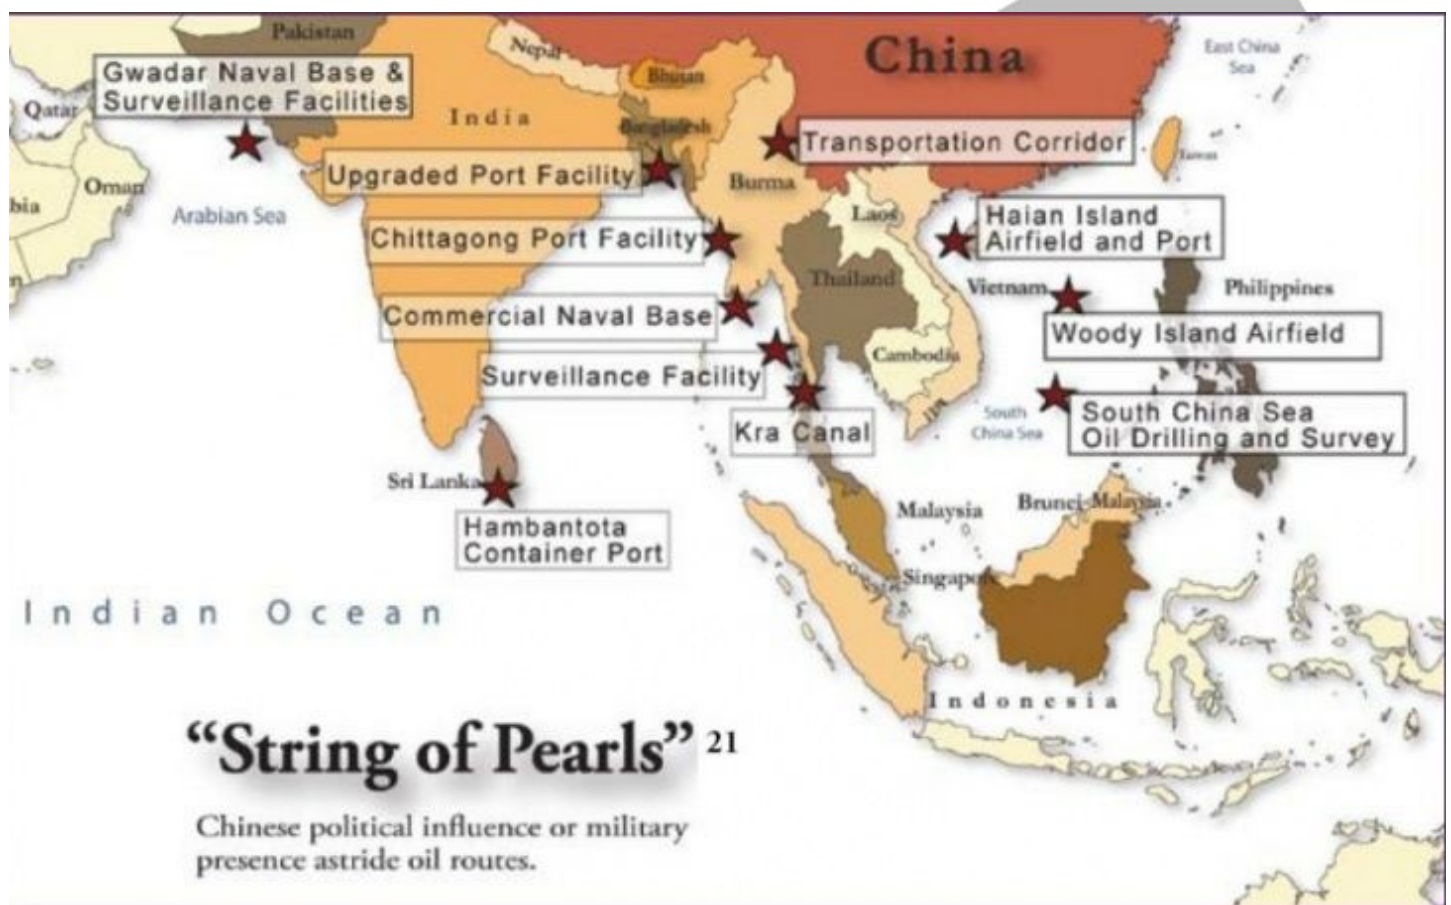 Pakistan
Nepal
China
East China
Sea
Gwadar Naval Base &
Surveillance Facilities
Bhutan
Qatar
India
Bangladesh
Transportation Corridor
Taiwan
Upgraded Port Facility
Burma
Oman
bia
Arabian Sea
Laos
Haian Island
Airfield and Port
Chittagong Port Facility
Thailand
Vietnam
Philippines
Commercial Naval Base
Woody Island Airfield
Cambodia
Surveillance Facility
South
China Sea
South China Sea
Oil Drilling and Survey
Kra Canal
Sri Lanka
Malaysia
Brunei-Malaysia
Hambantota
Container Port
Singapore
Indian Ocean
Indonesia
“String of Pearls” 21
Chinese political influence or military
presence astride oil routes.